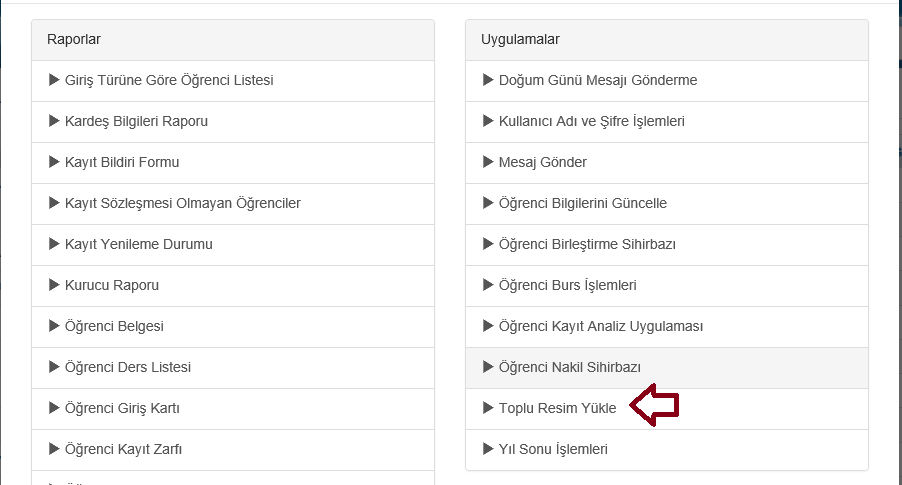 Raporlar
Giriş Türüne Göre Öğrenci Listesi
Kardeş Bilgileri Raporu
Kayıt Bildiri Formu
Kayıt Sözleşmesi Olmayan Öğrenciler
Kayıt Yenileme Durumu
Kurucu Raporu
Öğrenci Belgesi
Öğrenci Ders Listesi
Öğrenci Giriş Kartı
Öğrenci Kayıt Zarfı
Uygulamalar
Doğum Günü Mesajı Gönderme
Kullanıcı Adı ve Şifre İşlemleri
Mesaj Gönder
Öğrenci Bilgilerini Güncelle
Öğrenci Birleştirme Sihirbazı
Öğrenci Burs İşlemleri
Öğrenci Kayıt Analiz Uygulaması
Öğrenci Nakil Sihirbazı
Toplu Resim Yükle
Yıl Sonu İşlemleri